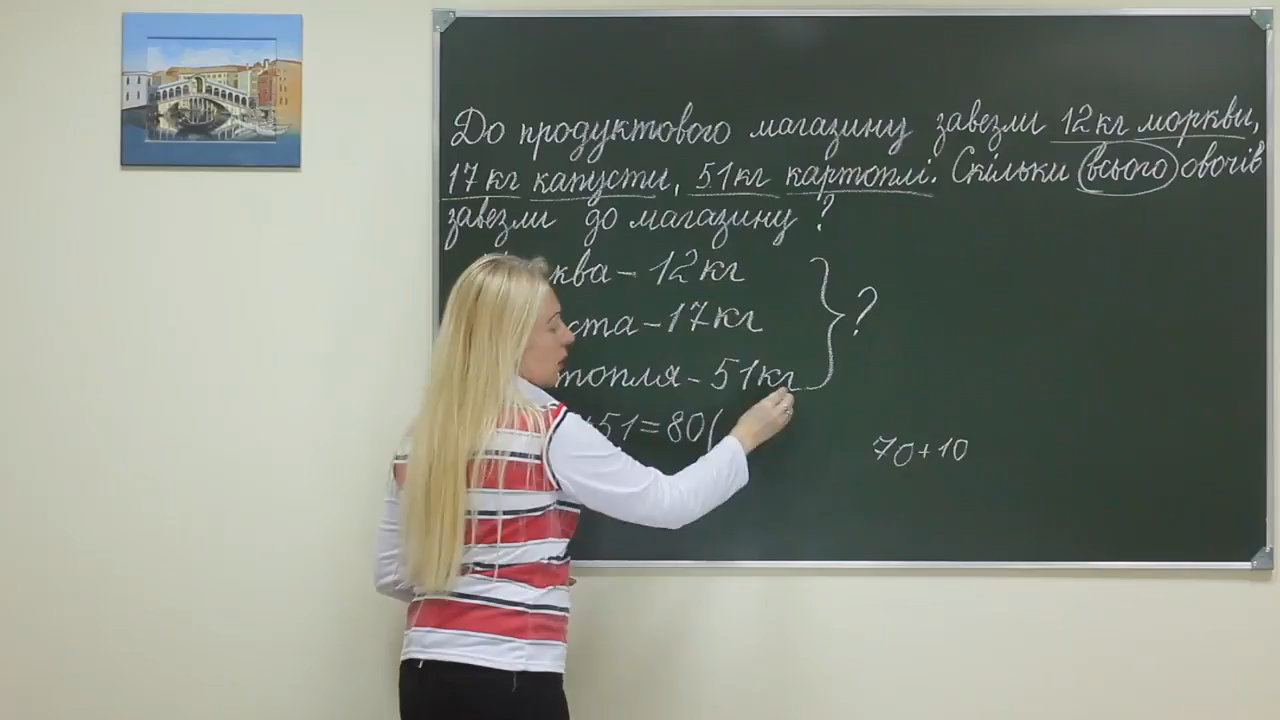 До продуктового магазину завезли 12 кг моркви,
17 кг капусти, 51 кг картоплі. Скільки всього овочів
завезли до магазину?
ква – 12 кг
ста – 17 кг
топля – 51 кг
} ?
+51=80(
70+10